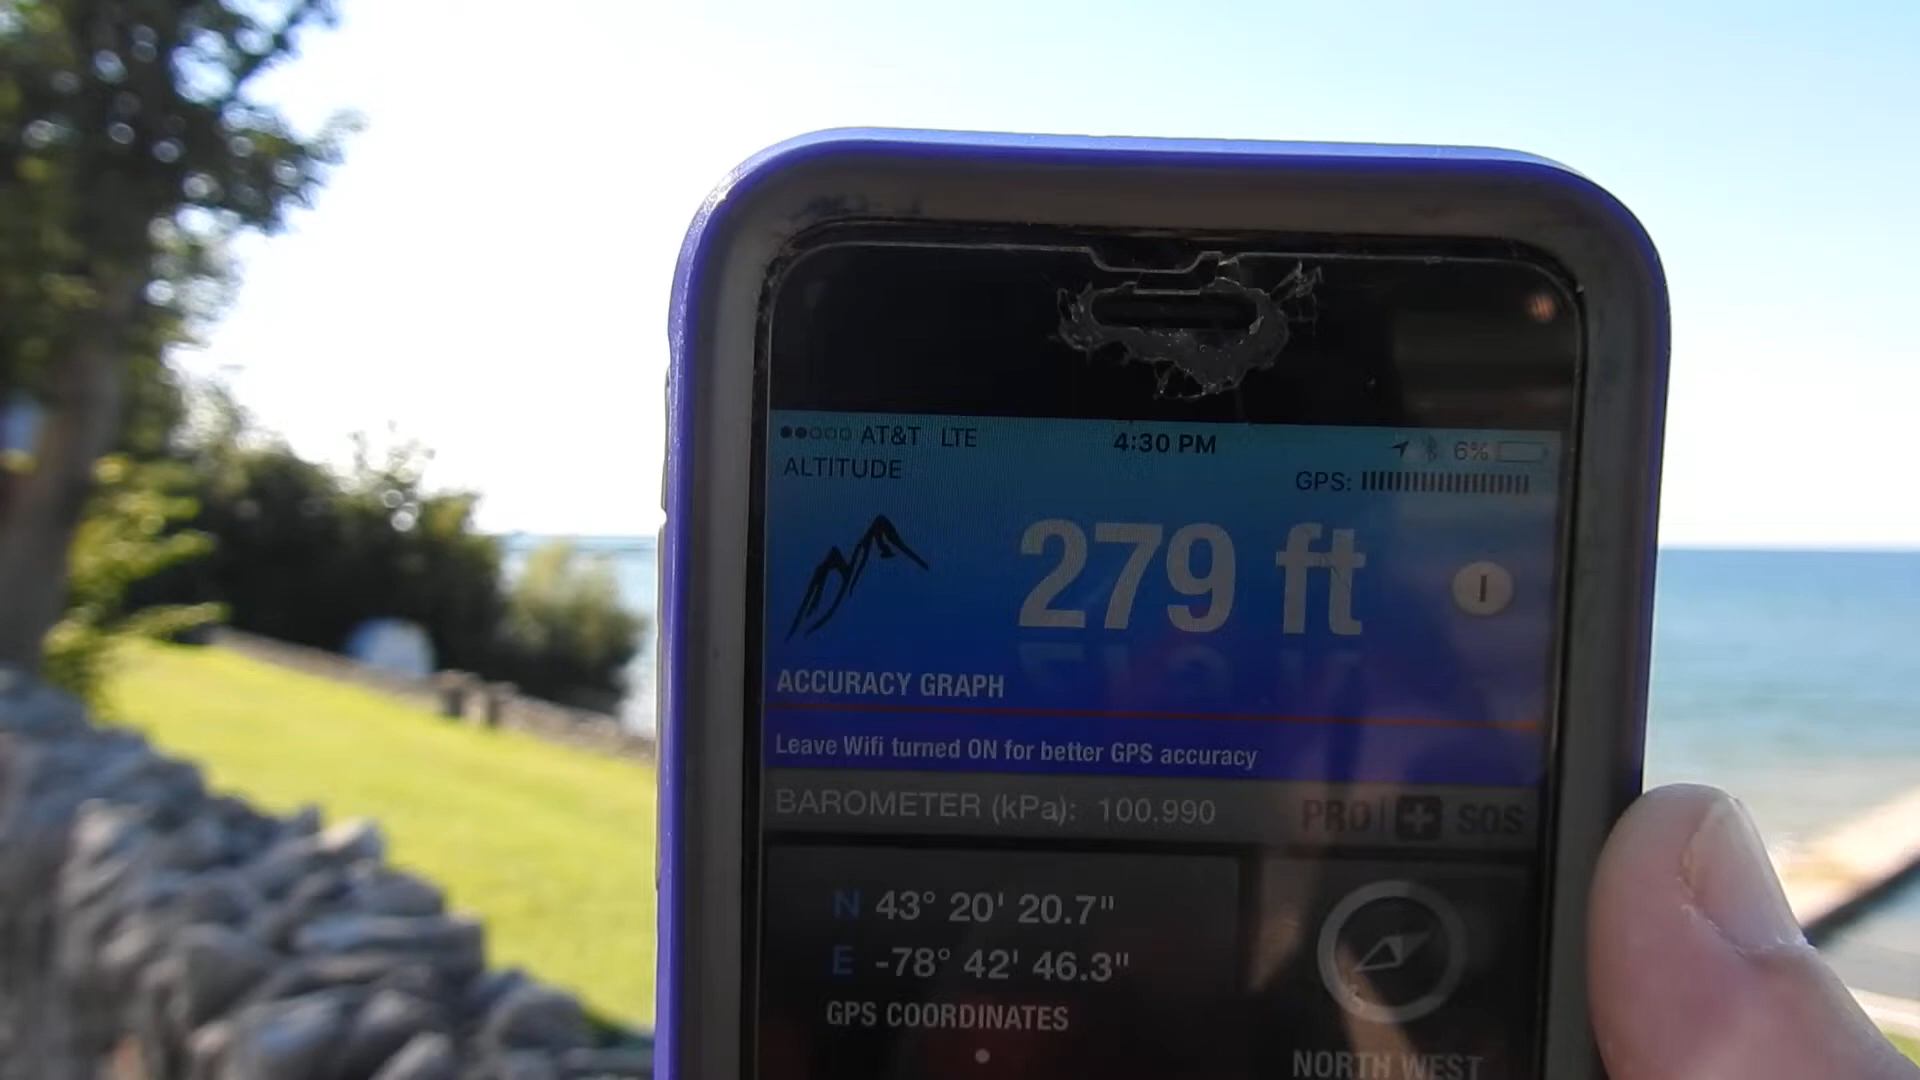 AT&T LTE 4:30 PM 6%
ALTITUDE
GPS:
279 ft
I
ACCURACY GRAPH
Leave Wifi turned ON for better GPS accuracy
BAROMETER (kPa): 100.990 PRO | SOS
N 43° 20' 20.7"
E -78° 42' 46.3"
GPS COORDINATES
NORTH WEST